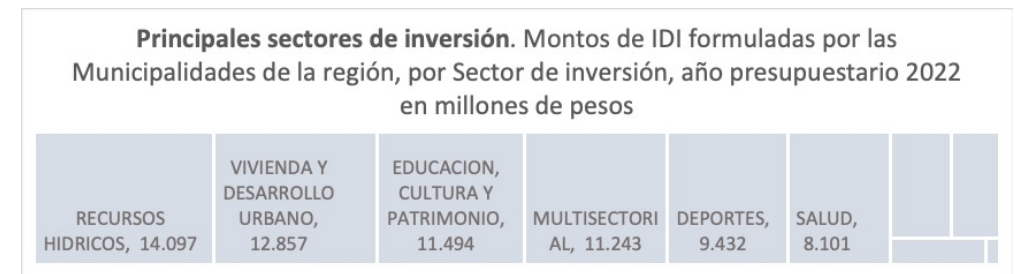 Principales sectores de inversión. Montos de IDI formuladas por las
Municipalidades de la región, por Sector de inversión, año presupuestario 2022
en millones de pesos
RECURSOS
HIDRICOS, 14.097
VIVIENDA Y
DESARROLLO
URBANO,
12.857
EDUCACION,
CULTURA Y
PATRIMONIO,
11.494
MULTISECTORI
AL, 11.243
DEPORTES,
9.432
SALUD,
8.101